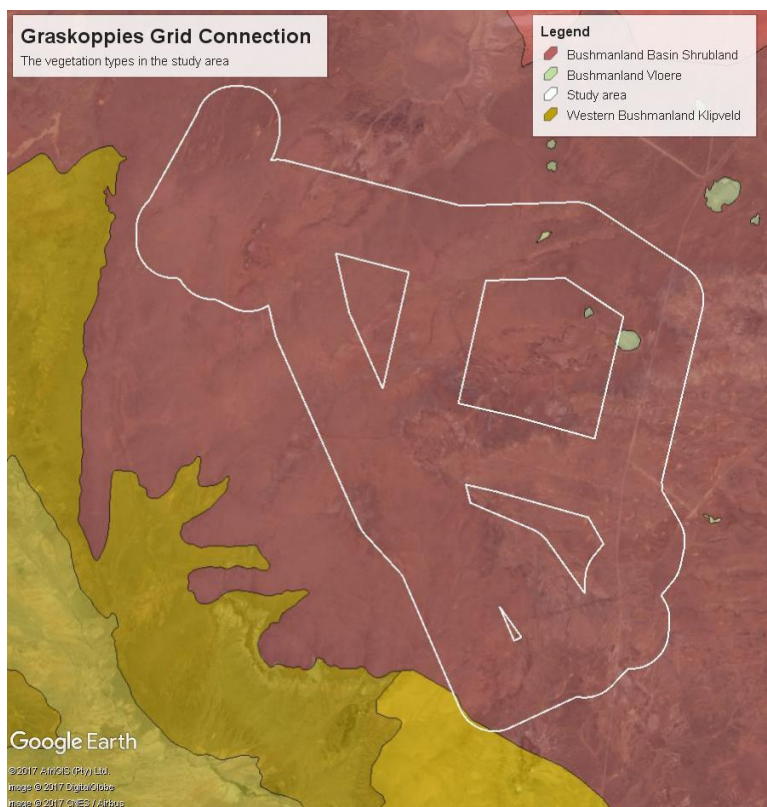 Graskoppies Grid Connection
The vegetation types in the study area
Legend
Bushmanland Basin Shrubland
Bushmanland Vloere
Study area
Western Bushmanland Klipveld
Google Earth
©2017 AfriGIS (Pty) Ltd.
Image © 2017 DigitalGlobe
Image © 2017 CNES / Airbus